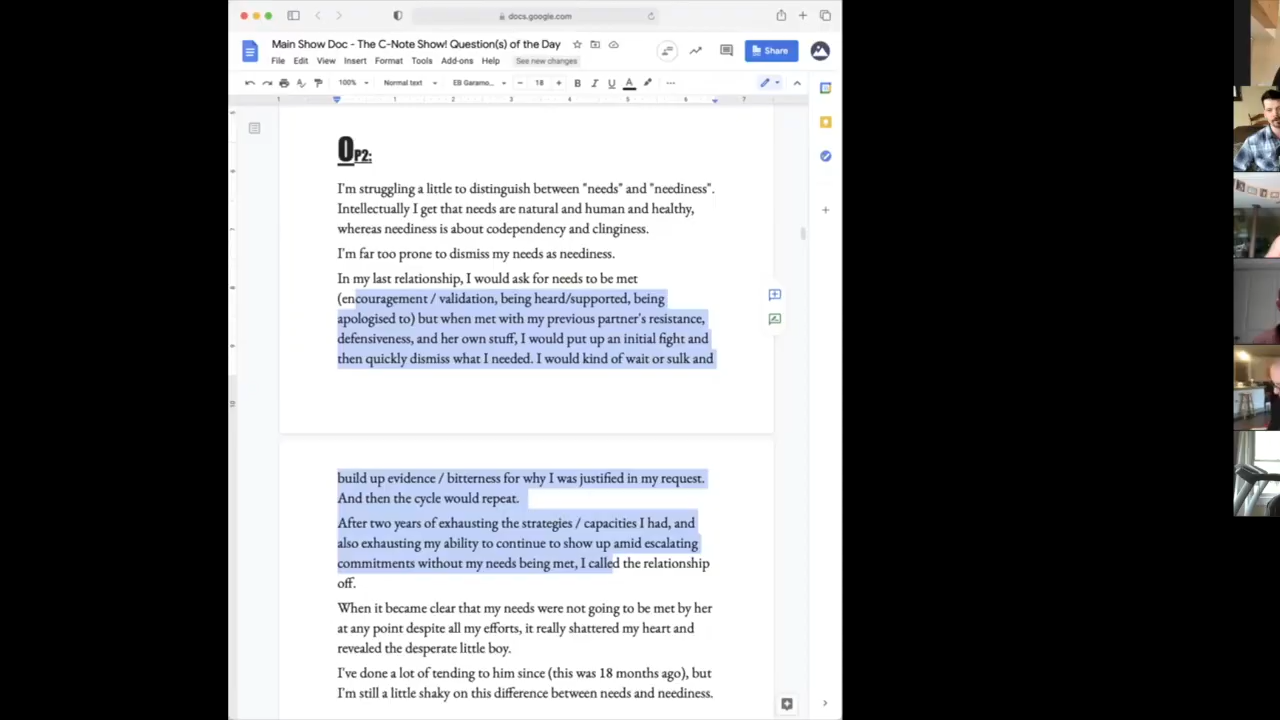 docs.google.com
Main Show Doc - The C-Note Show! Question(s) of the Day
Share
File Edit View Insert Format Tools Add-ons Help See new changes
100% Normal text EB Garamo... 18 B I U A
1 1 2 3 4 5 6 7
OP2:
I'm struggling a little to distinguish between "needs" and "neediness".
Intellectually I get that needs are natural and human and healthy,
whereas neediness is about codependency and clinginess.
I'm far too prone to dismiss my needs as neediness.
In my last relationship, I would ask for needs to be met
(encouragement / validation, being heard/supported, being
apologised to) but when met with my previous partner's resistance,
defensiveness, and her own stuff, I would put up an initial fight and
then quickly dismiss what I needed. I would kind of wait or sulk and
build up evidence / bitterness for why I was justified in my request.
And then the cycle would repeat.
After two years of exhausting the strategies / capacities I had, and
also exhausting my ability to continue to show up amid escalating
commitments without my needs being met, I called the relationship
off.
When it became clear that my needs were not going to be met by her
at any point despite all my efforts, it really shattered my heart and
revealed the desperate little boy.
I've done a lot of tending to him since (this was 18 months ago), but
I'm still a little shaky on this difference between needs and neediness.